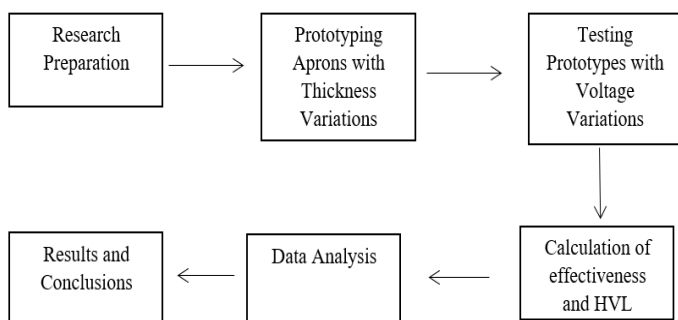 Research
Preparation
Prototyping
Aprons with
Thickness
Variations
Testing
Prototypes with
Voltage
Variations
Calculation of
effectiveness
and HVL
Data Analysis
Results and
Conclusions